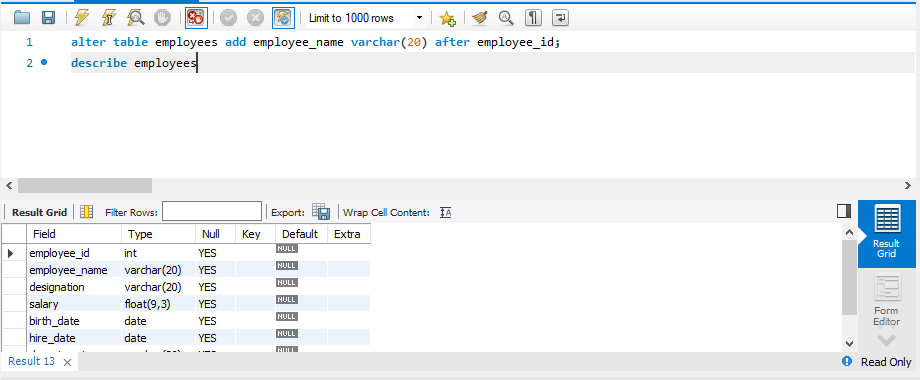 Limit to 1000 rows
1 alter table employees add employee_name varchar(20) after employee_id;
2 describe employees
Result Grid Filter Rows: Export: Wrap Cell Content:
Field Type Null Key Default Extra
employee_id int YES NULL
employee_name varchar(20) YES NULL
designation varchar(20) YES NULL
salary float(9,3) YES NULL
birth_date date YES NULL
hire_date date YES NULL
Result Grid
Form Editor
Result 13
Read Only